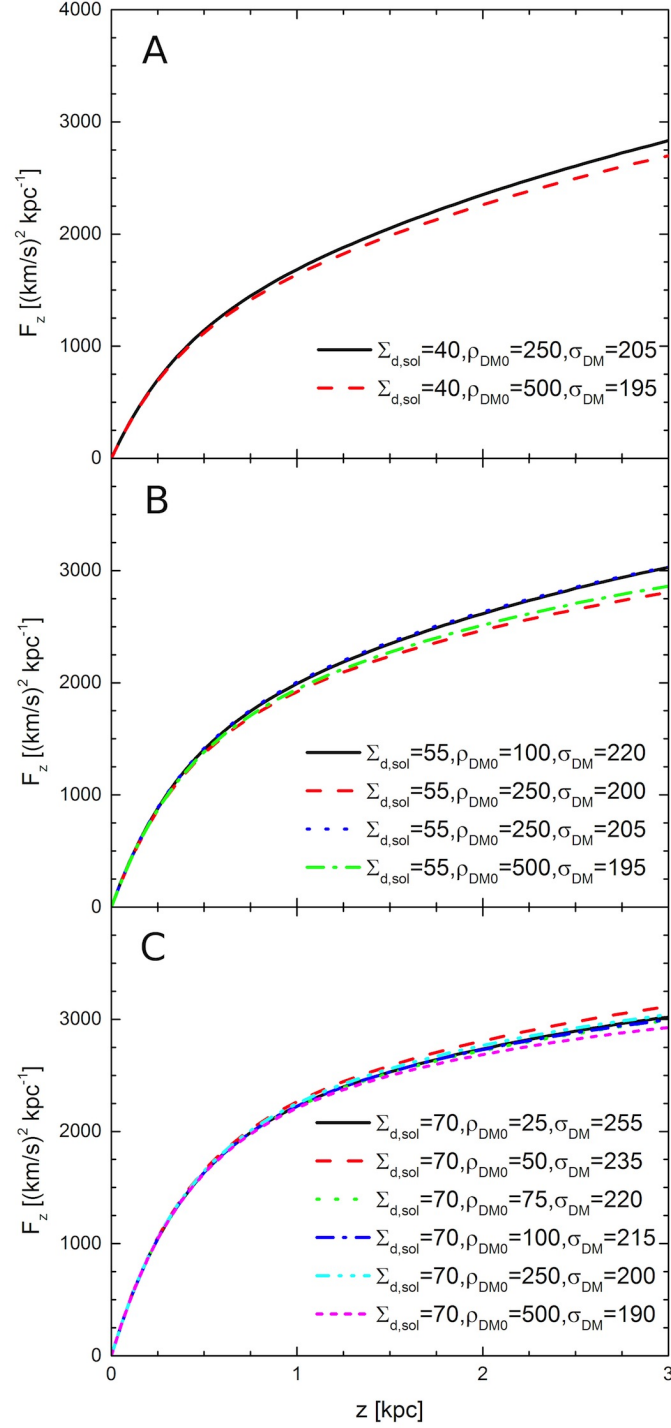 A
4000
3000
2000
1000
0
F_z [(km/s)² kpc⁻¹]
Σ_d,sol=40,ρ_DM0=250,σ_DM=205
Σ_d,sol=40,ρ_DM0=500,σ_DM=195
B
3000
2000
1000
0
F_z [(km/s)² kpc⁻¹]
Σ_d,sol=55,ρ_DM0=100,σ_DM=220
Σ_d,sol=55,ρ_DM0=250,σ_DM=200
Σ_d,sol=55,ρ_DM0=250,σ_DM=205
Σ_d,sol=55,ρ_DM0=500,σ_DM=195
C
3000
2000
1000
0
F_z [(km/s)² kpc⁻¹]
Σ_d,sol=70,ρ_DM0=25,σ_DM=255
Σ_d,sol=70,ρ_DM0=50,σ_DM=235
Σ_d,sol=70,ρ_DM0=75,σ_DM=220
Σ_d,sol=70,ρ_DM0=100,σ_DM=215
Σ_d,sol=70,ρ_DM0=250,σ_DM=200
Σ_d,sol=70,ρ_DM0=500,σ_DM=190
0 1 2 3
z [kpc]